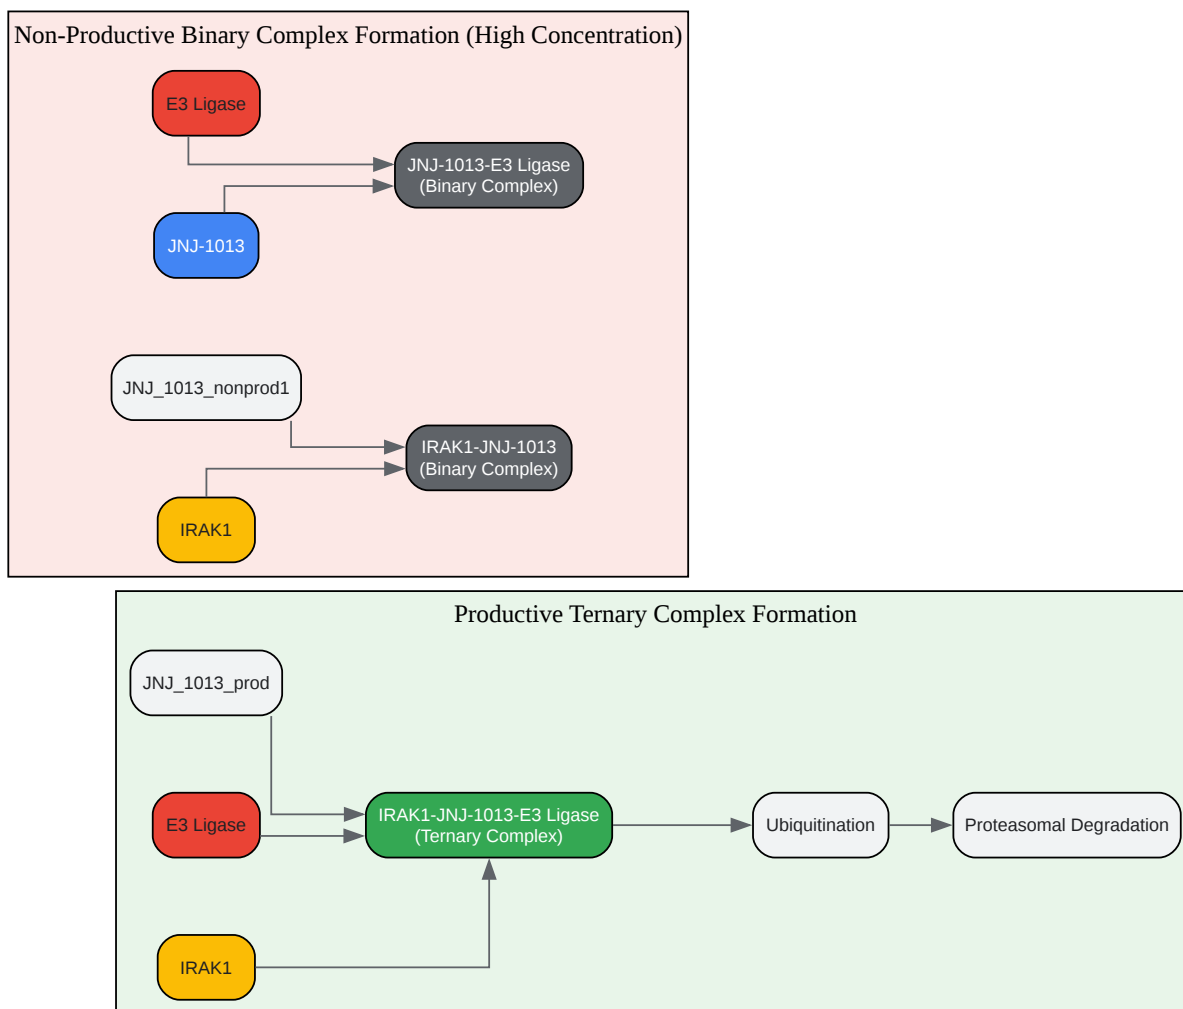 Non-Productive Binary Complex Formation (High Concentration)
E3 Ligase
JNJ-1013-E3 Ligase
(Binary Complex)
JNJ-1013
JNJ_1013_nonprod1
IRAK1-JNJ-1013
(Binary Complex)
IRAK1
Productive Ternary Complex Formation
JNJ_1013_prod
E3 Ligase
IRAK1-JNJ-1013-E3 Ligase
(Ternary Complex)
Ubiquitination
Proteasomal Degradation
IRAK1